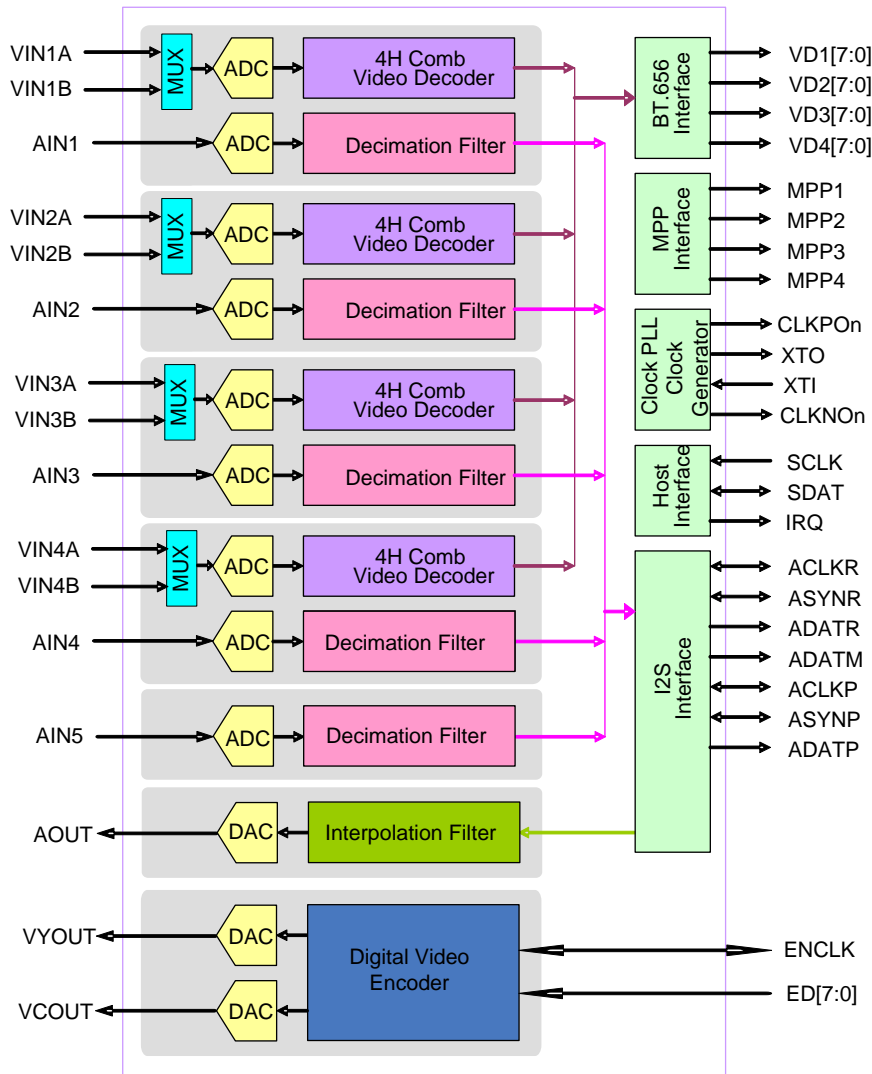 VIN1A
VIN1B
MUX
ADC
4H Comb
Video Decoder
AIN1
ADC
Decimation Filter
VIN2A
VIN2B
MUX
ADC
4H Comb
Video Decoder
AIN2
ADC
Decimation Filter
VIN3A
VIN3B
MUX
ADC
4H Comb
Video Decoder
AIN3
ADC
Decimation Filter
VIN4A
VIN4B
MUX
ADC
4H Comb
Video Decoder
AIN4
ADC
Decimation Filter
AIN5
ADC
Decimation Filter
AOUT
DAC
Interpolation Filter
VYOUT
DAC
VCOUT
DAC
Digital Video
Encoder
BT.656
Interface
VD1[7:0]
VD2[7:0]
VD3[7:0]
VD4[7:0]
MPP
Interface
MPP1
MPP2
MPP3
MPP4
Clock PLL
Clock
Generator
CLKPOn
XTO
XTI
CLKNOn
Host
Interface
SCLK
SDAT
IRQ
I2S
Interface
ACLKR
ASYNR
ADATR
ADATM
ACLKP
ASYNP
ADATP
ENCLK
ED[7:0]